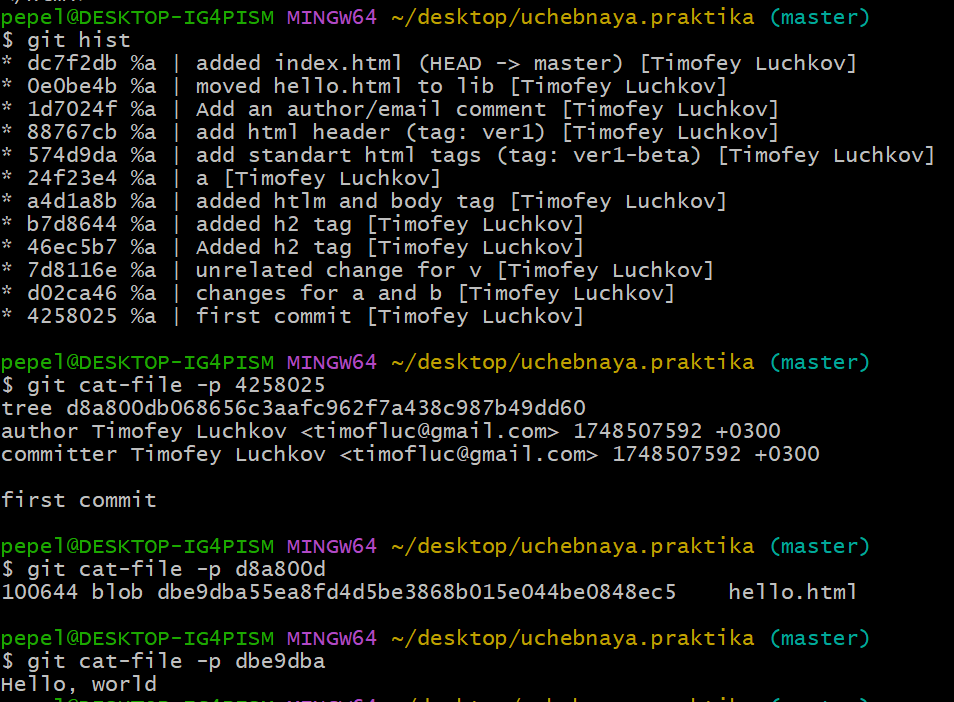 pepel@DESKTOP-IG4PISM MINGW64 ~/desktop/uchebnaya.praktika (master)
$ git hist
* dc7f2db %a | added index.html (HEAD -> master) [Timofey Luchkov]
* 0e0be4b %a | moved hello.html to lib [Timofey Luchkov]
* 1d7024f %a | Add an author/email comment [Timofey Luchkov]
* 88767cb %a | add html header (tag: ver1) [Timofey Luchkov]
* 574d9da %a | add standart html tags (tag: ver1-beta) [Timofey Luchkov]
* 24f23e4 %a | a [Timofey Luchkov]
* a4d1a8b %a | added htlm and body tag [Timofey Luchkov]
* b7d8644 %a | added h2 tag [Timofey Luchkov]
* 46ec5b7 %a | Added h2 tag [Timofey Luchkov]
* 7d8116e %a | unrelated change for v [Timofey Luchkov]
* d02ca46 %a | changes for a and b [Timofey Luchkov]
* 4258025 %a | first commit [Timofey Luchkov]
pepel@DESKTOP-IG4PISM MINGW64 ~/desktop/uchebnaya.praktika (master)
$ git cat-file -p 4258025
tree d8a800db068656c3aafc962f7a438c987b49dd60
author Timofey Luchkov <timofluc@gmail.com> 1748507592 +0300
committer Timofey Luchkov <timofluc@gmail.com> 1748507592 +0300
first commit
pepel@DESKTOP-IG4PISM MINGW64 ~/desktop/uchebnaya.praktika (master)
$ git cat-file -p d8a800d
100644 blob dbe9dba55ea8fd4d5be3868b015e044be0848ec5    hello.html
pepel@DESKTOP-IG4PISM MINGW64 ~/desktop/uchebnaya.praktika (master)
$ git cat-file -p dbe9dba
Hello, world